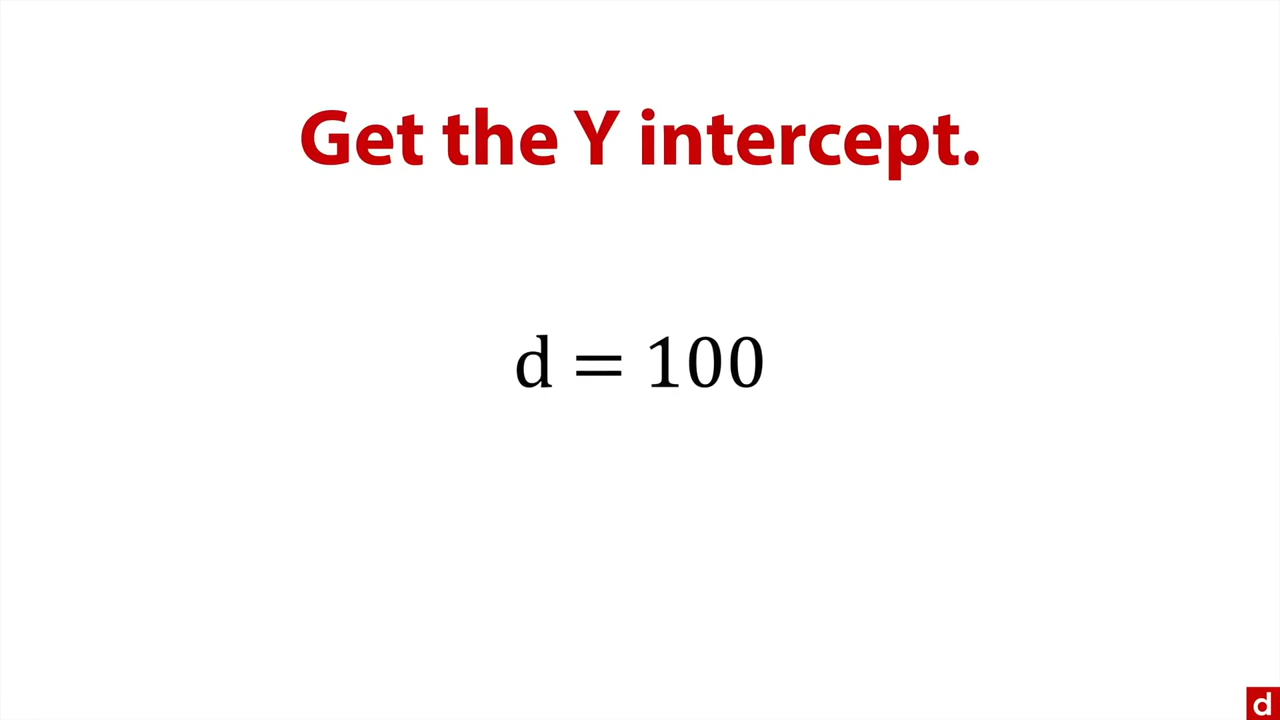 Get the Y intercept.
d = 100
d